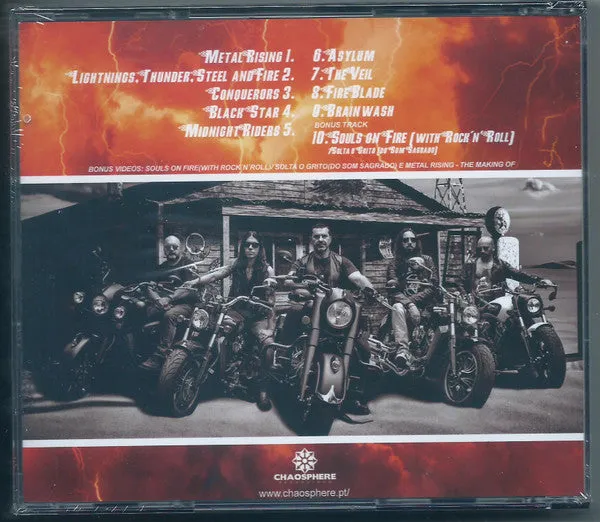 Metal Rising 1.
Lightnings, Thunder, Steel and Fire 2.
Conquerors 3.
Black Star 4.
Midnight Riders 5.
6. Asylum
7. The Veil
8. Fire Blade
9. Brainwash
BONUS TRACK
10. Souls on Fire (with Rock'n'Roll)
/Solta o Grito (do Som Sagrado)
BONUS VIDEOS: SOULS ON FIRE(WITH ROCK'N'ROLL)/ SOLTA O GRITO(DO SOM SAGRADO) E METAL RISING - THE MAKING OF
CHAOSPHERE
www.chaosphere.pt/